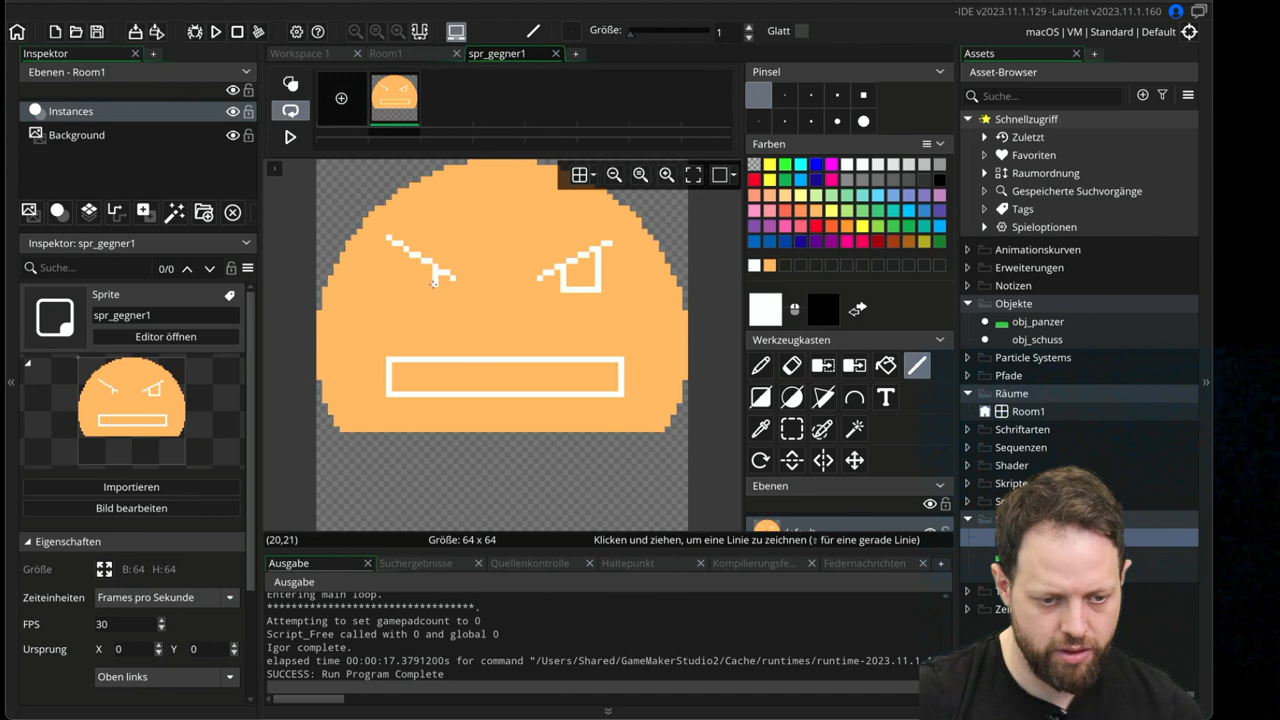 -IDE v2023.11.1.129 -Laufzeit v2023.11.1.160
Größe:
1
Glatt
macOS | VM | Standard | Default
Inspektor
Workspace 1
Room1
spr_gegner1
Assets
Ebenen - Room1
Instances
Background
Inspektor: spr_gegner1
Suche...
0/0
Sprite
spr_gegner1
Editor öffnen
Importieren
Bild bearbeiten
Eigenschaften
Größe
B:64 H:64
Zeiteinheiten
Frames pro Sekunde
FPS
30
Ursprung
X
0
Y
0
Oben links
Pinsel
Farben
Werkzeugkasten
T
Ebenen
default
(20,21)
Größe: 64 x 64
Klicken und ziehen, um eine Linie zu zeichnen (⇧ für eine gerade Linie)
Ausgabe
Suchergebnisse
Quellenkontrolle
Haltepunkt
Kompilierungsfe...
Federnachrichten
Ausgabe
Entering main loop.
**********************************.
Attempting to set gamepadcount to 0
Script_Free called with 0 and global 0
Igor complete.
elapsed time 00:00:17.3791200s for command "/Users/Shared/GameMakerStudio2/Cache/runtimes/runtime-2023.11.1.
SUCCESS: Run Program Complete
Asset-Browser
Suche...
Schnellzugriff
Zuletzt
Favoriten
Raumordnung
Gespeicherte Suchvorgänge
Tags
Spieloptionen
Animationskurven
Erweiterungen
Notizen
Objekte
obj_panzer
obj_schuss
Particle Systems
Pfade
Räume
Room1
Schriftarten
Sequenzen
Shader
Skripte